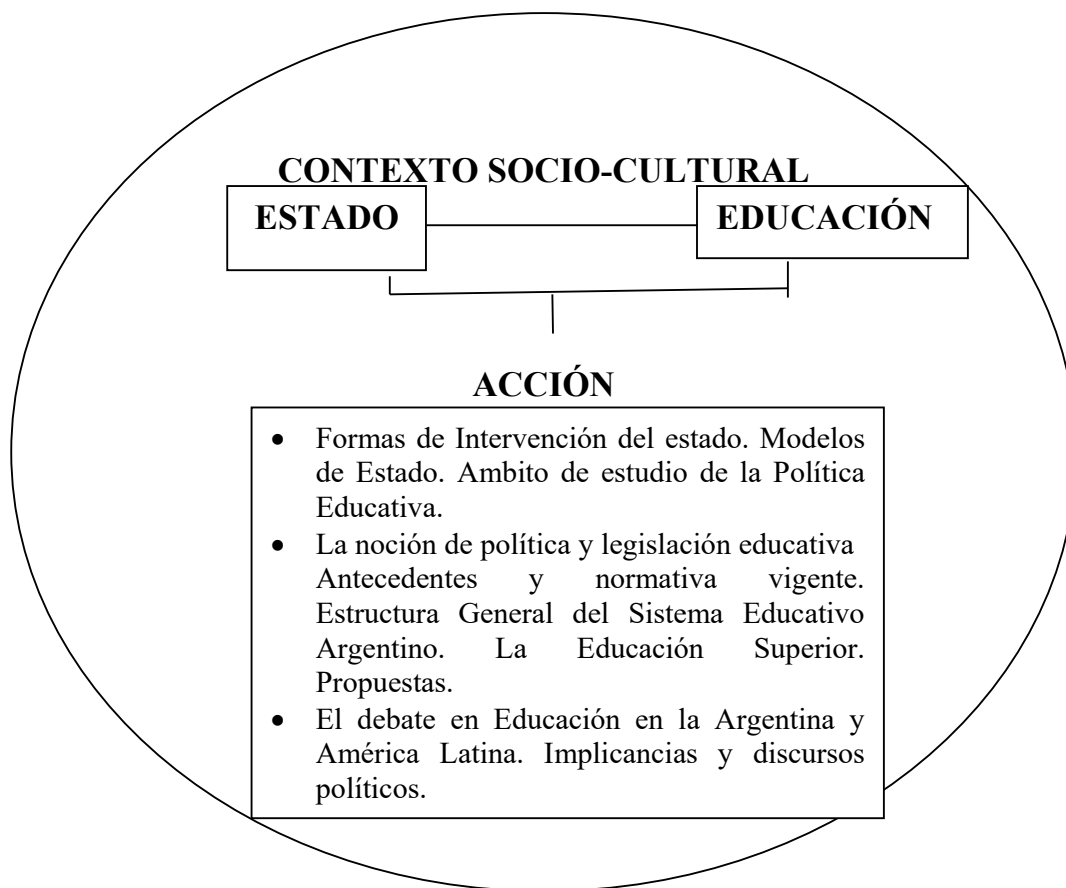 CONTEXTO SOCIO-CULTURAL
ESTADO
EDUCACIÓN
ACCIÓN
• Formas de Intervención del estado. Modelos
de Estado. Ambito de estudio de la Política
Educativa.
• La noción de política y legislación educativa
Antecedentes y normativa vigente.
Estructura General del Sistema Educativo
Argentino. La Educación Superior.
Propuestas.
• El debate en Educación en la Argentina y
América Latina. Implicancias y discursos
políticos.